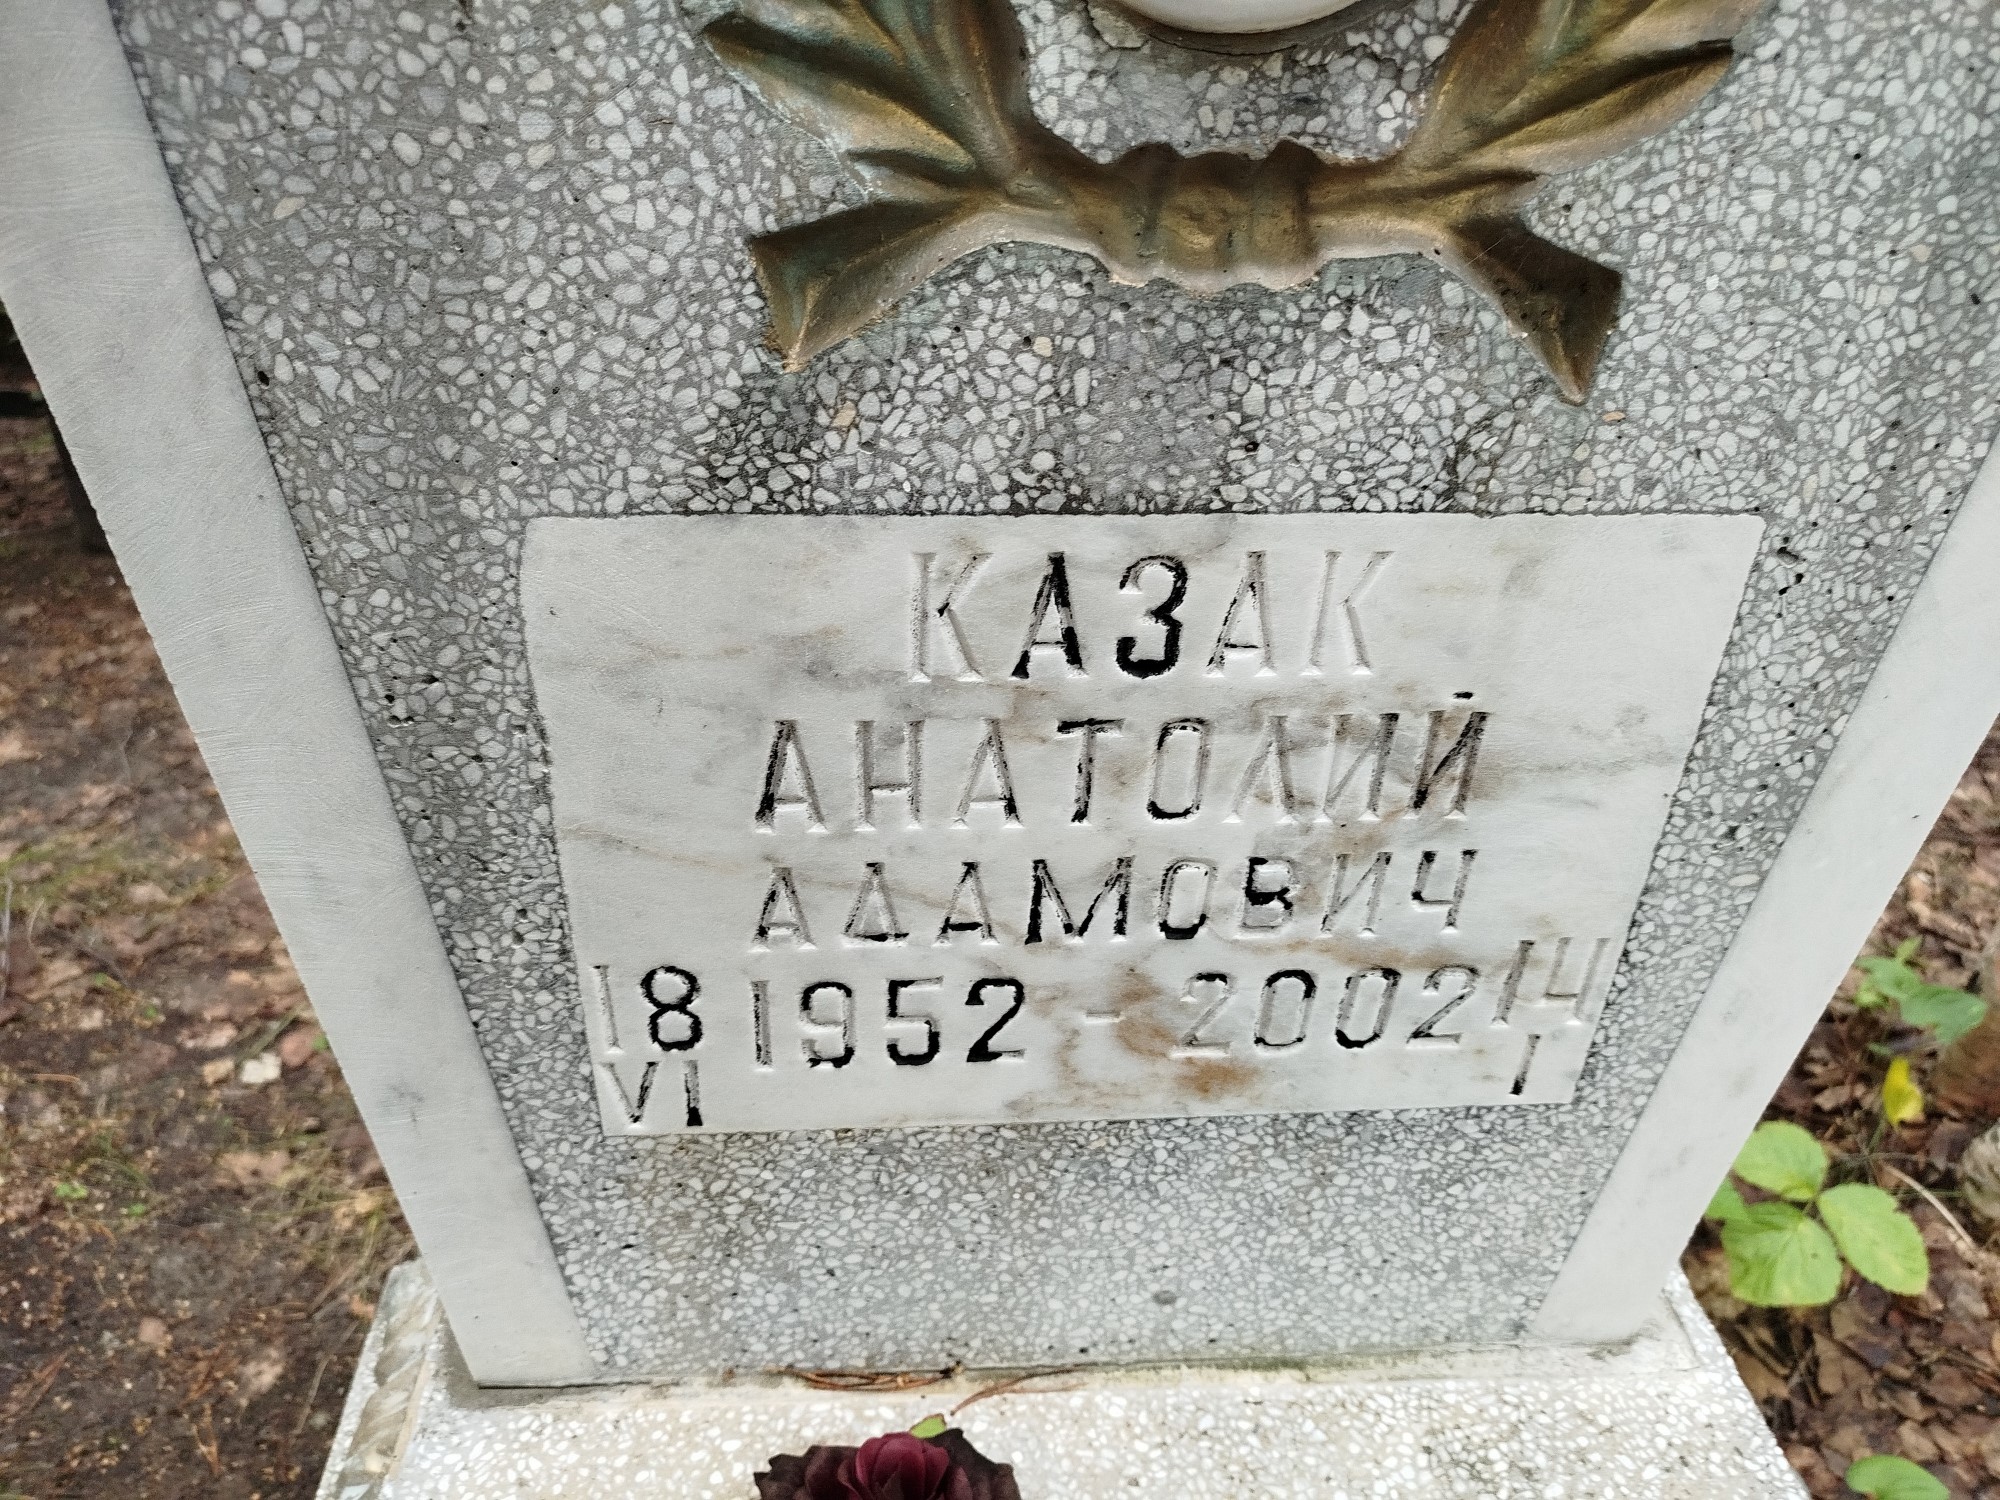 КАЗАК
АНАТОЛИЙ
АДАМОВИЧ
18 1952 - 2002 14
VI I